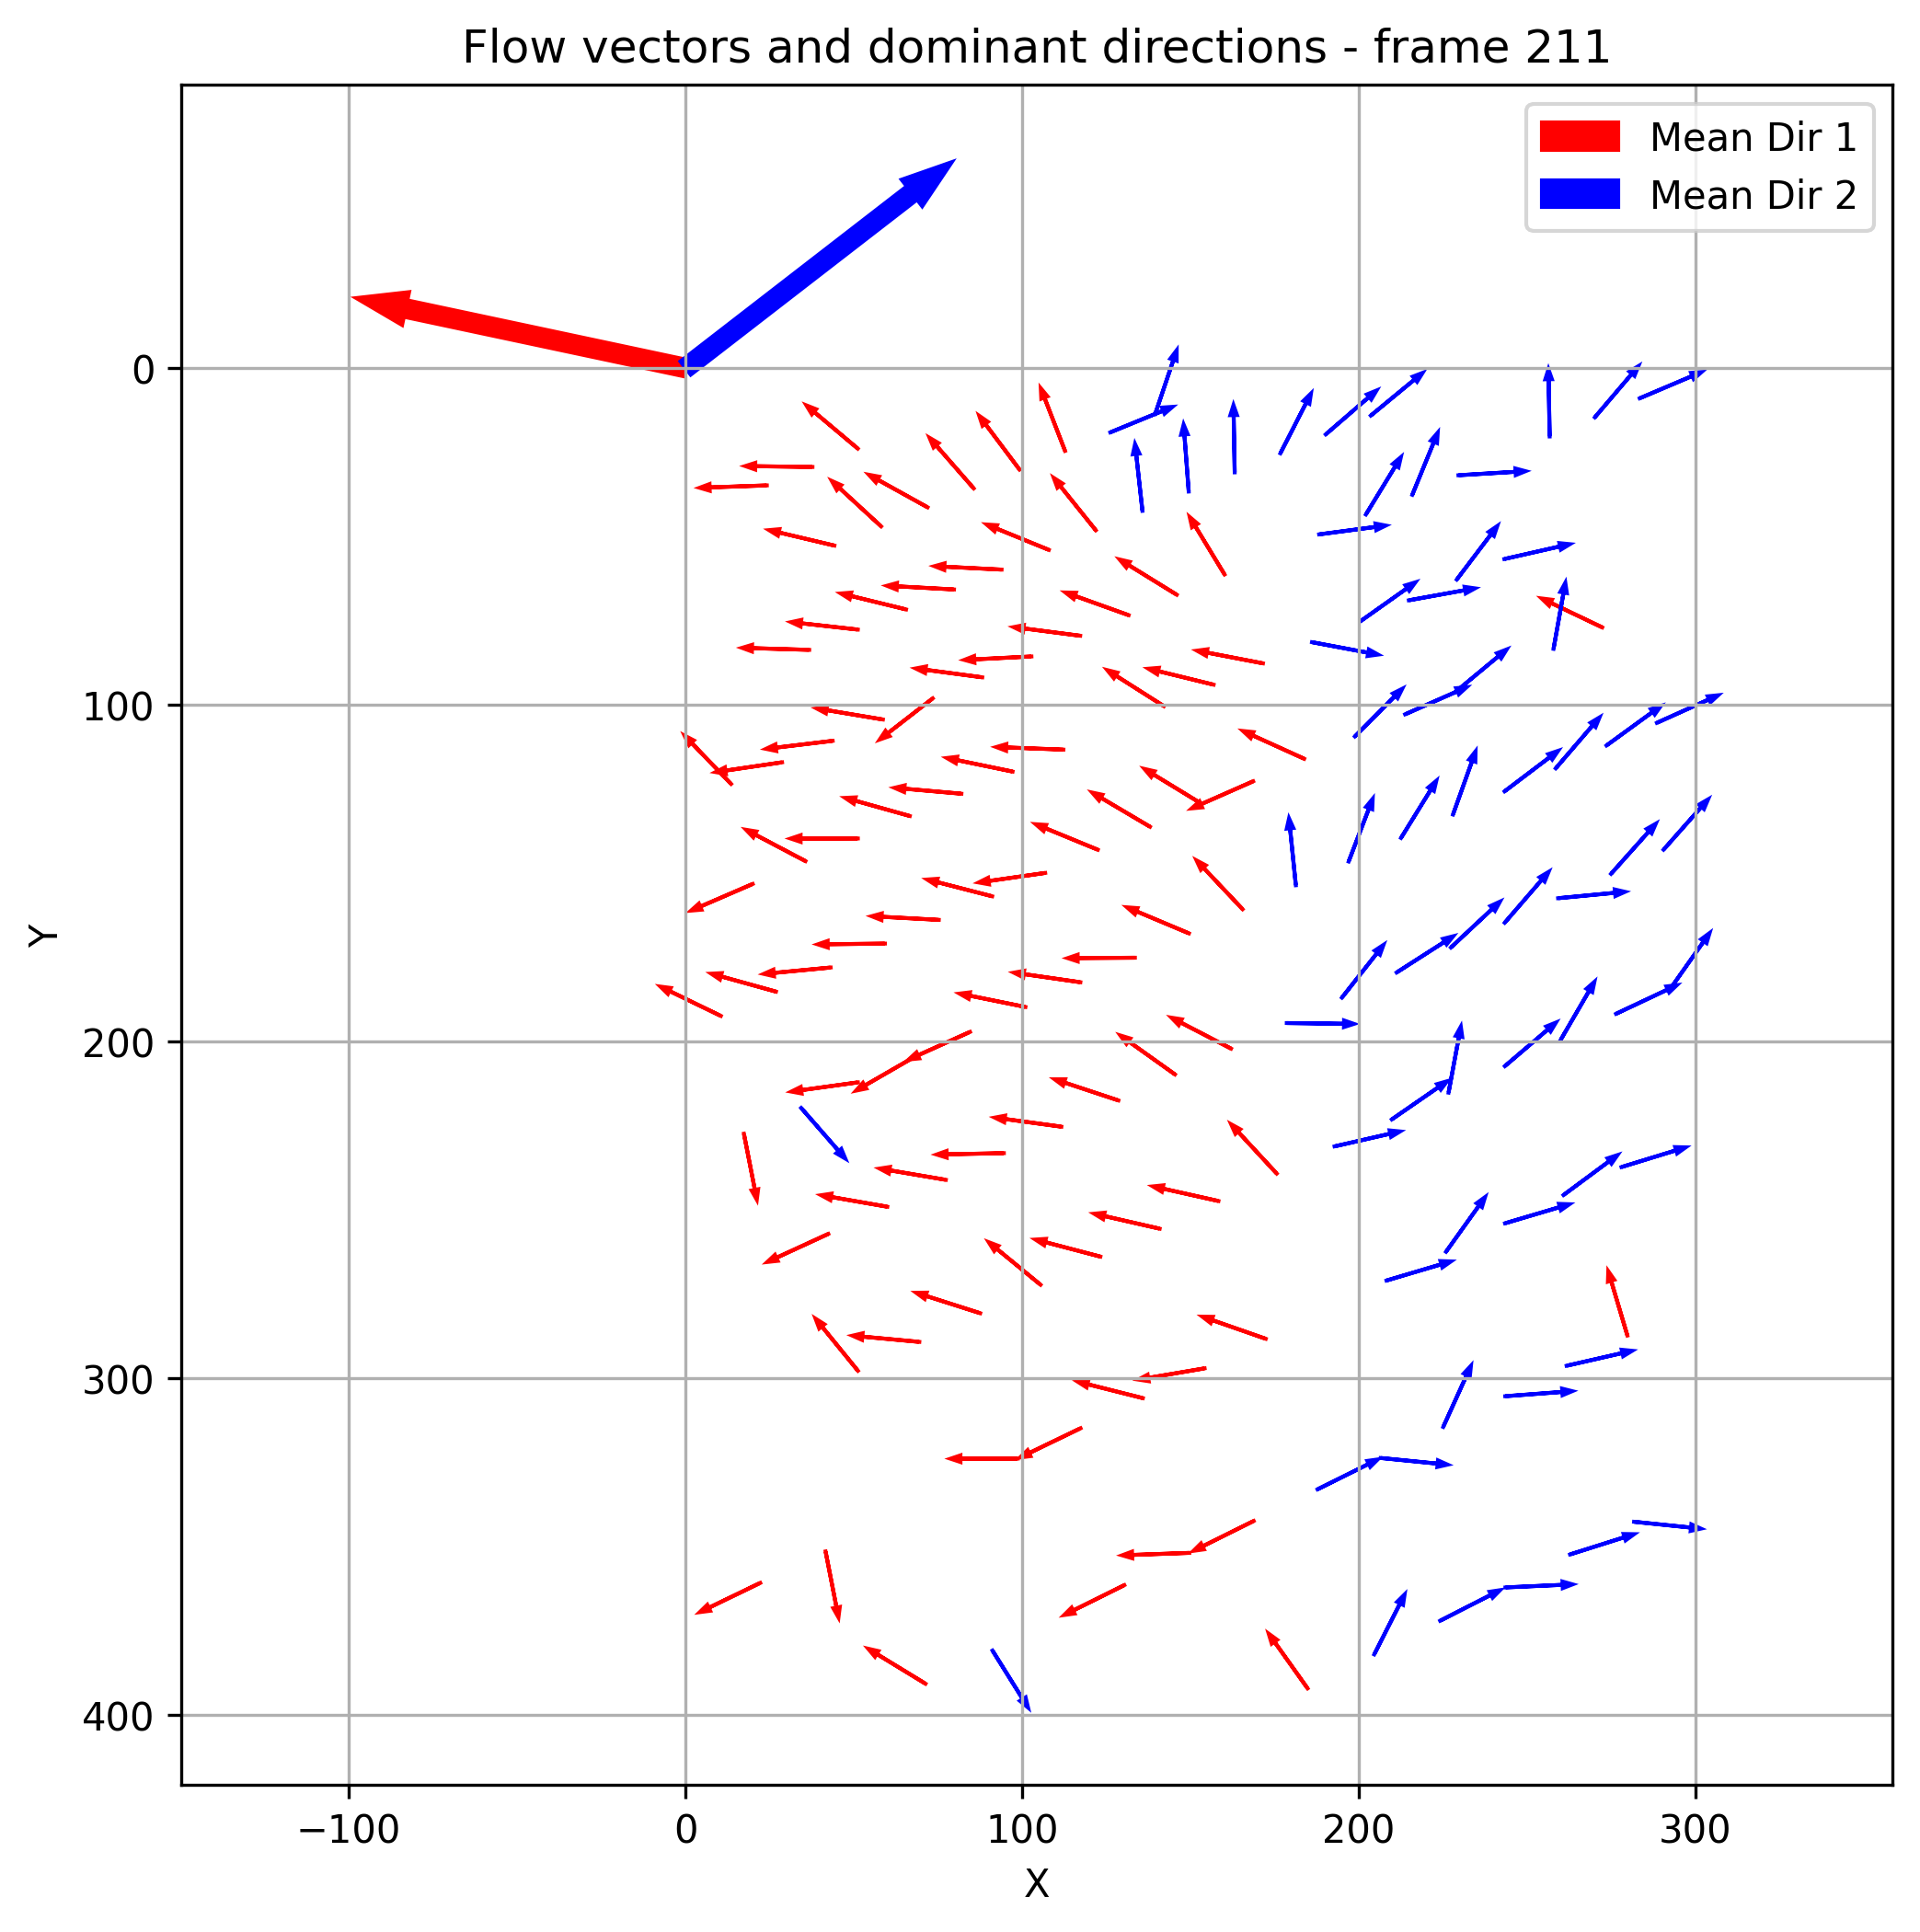 Flow vectors and dominant directions - frame 211
Mean Dir 1
Mean Dir 2
0
100
200
300
400
Y
−100
0
100
200
300
X